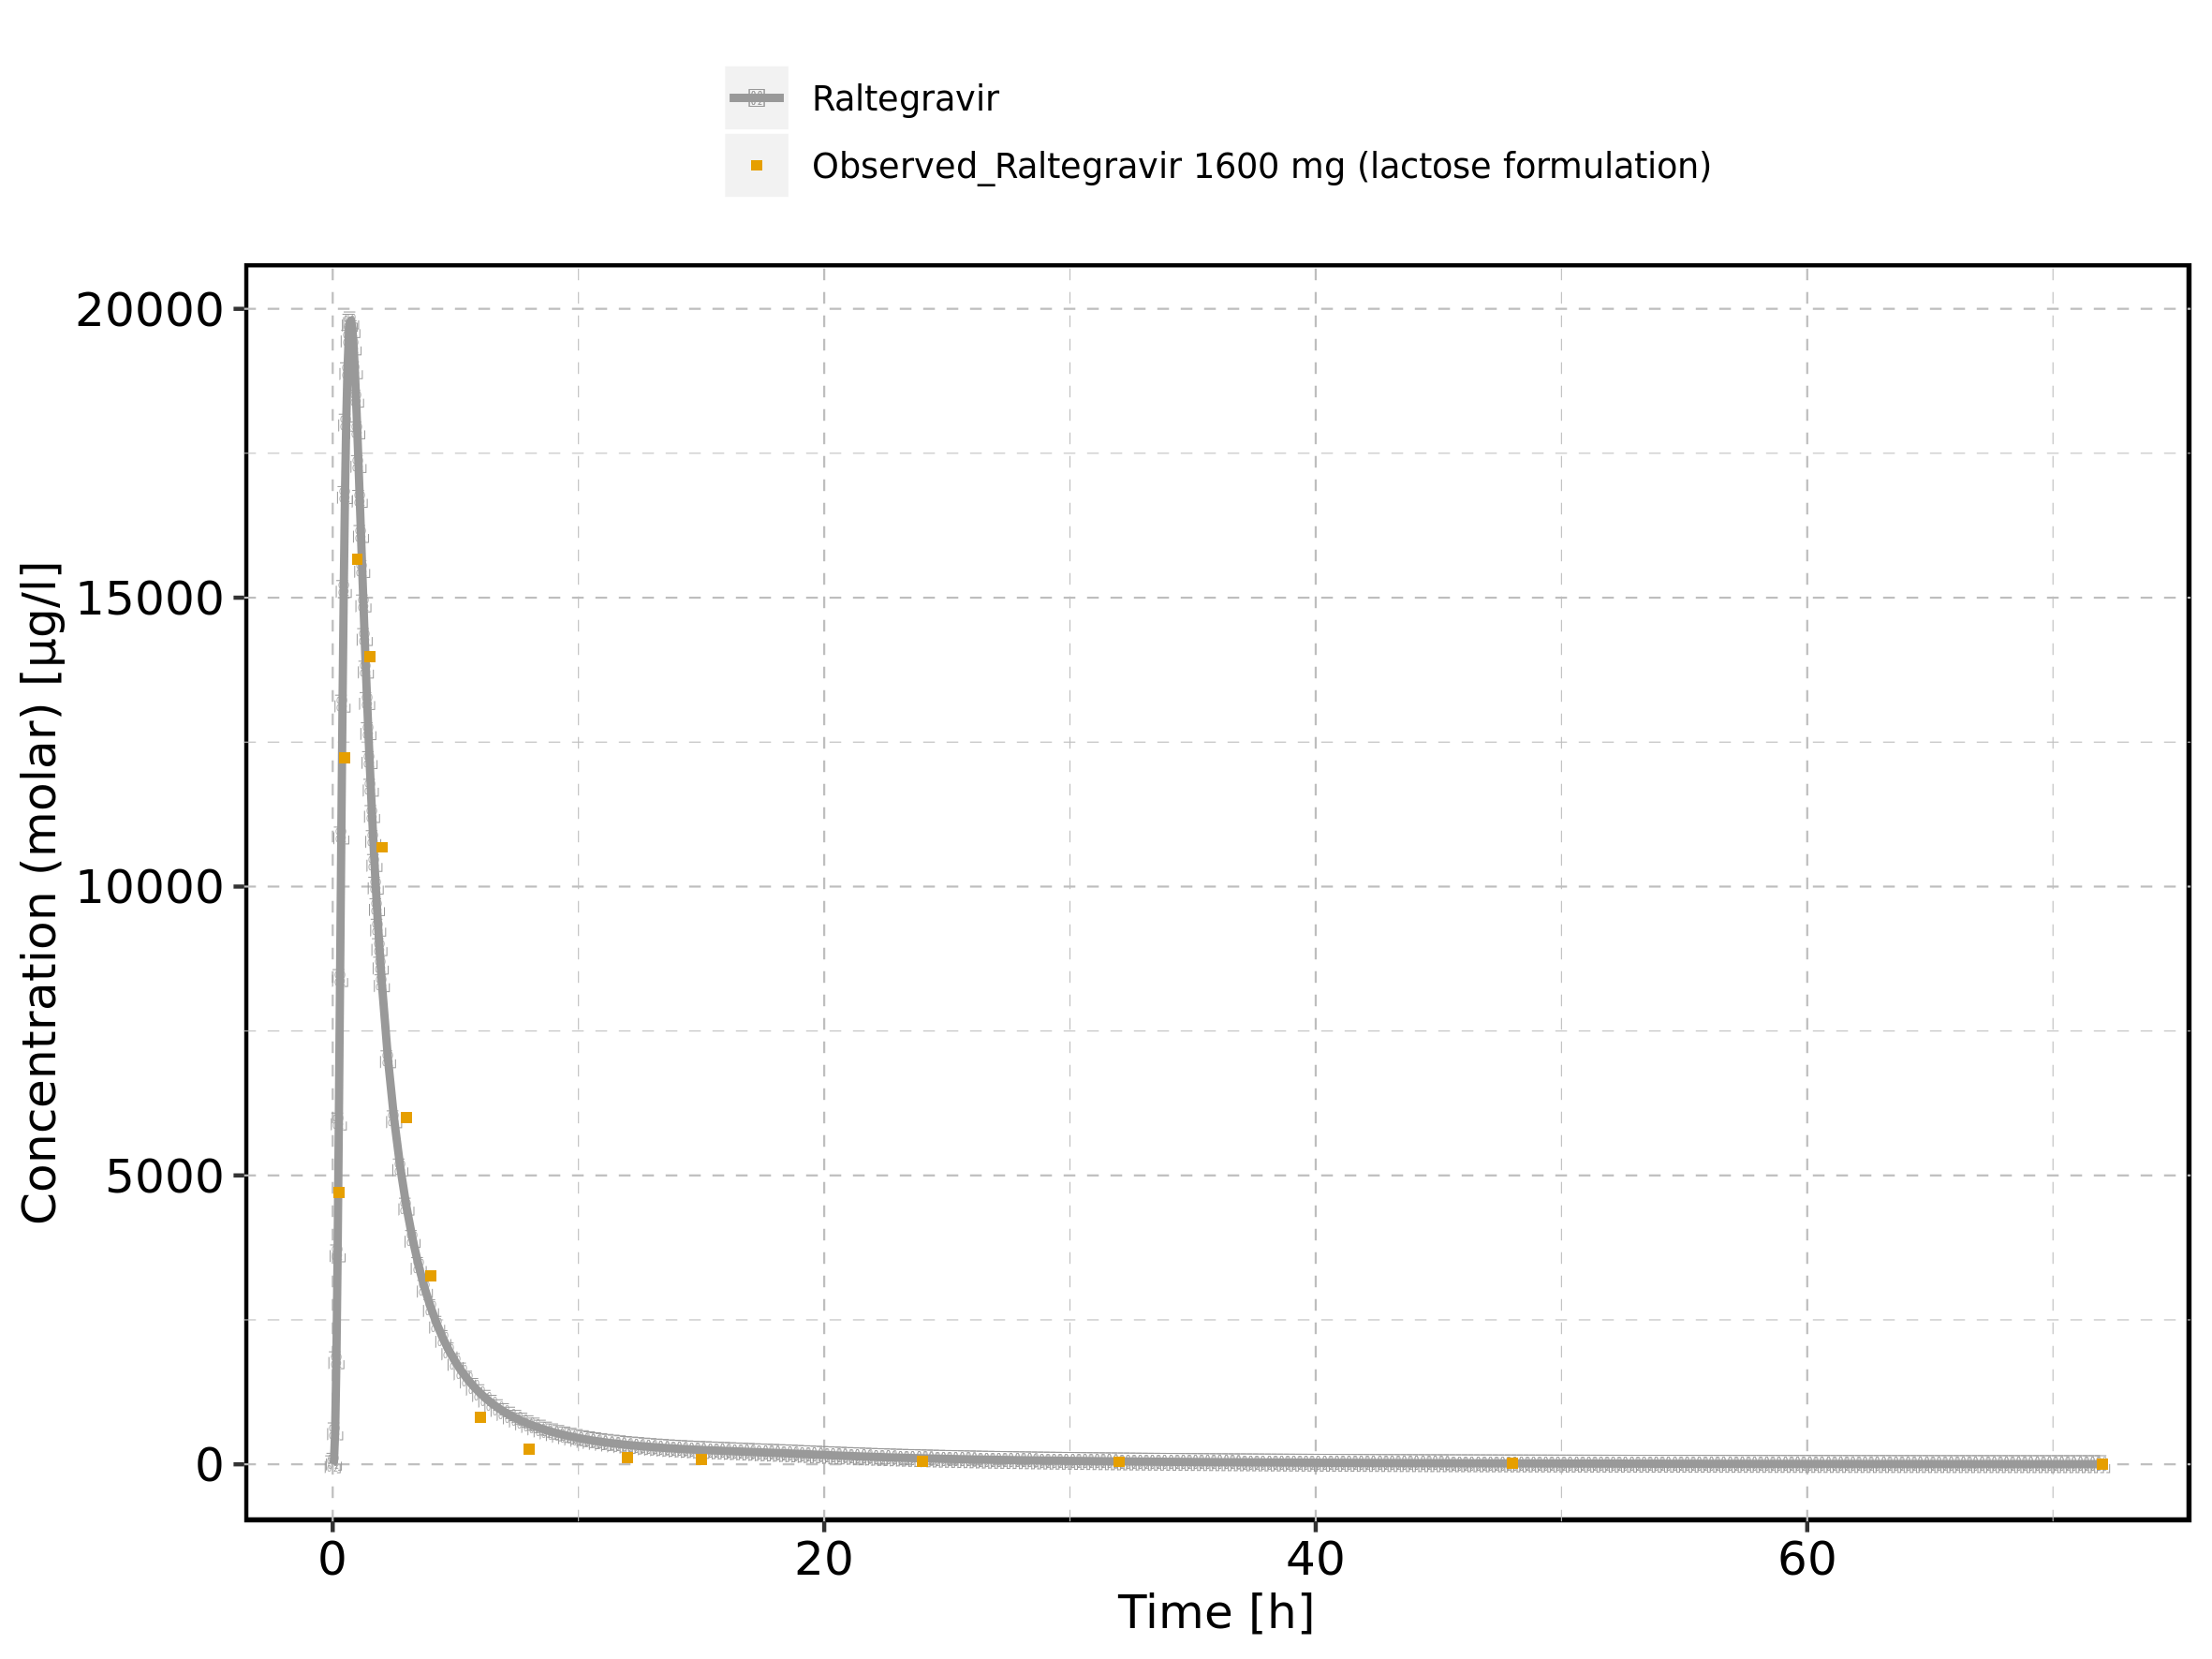 Raltegravir
Observed_Raltegravir 1600 mg (lactose formulation)
20000
15000
10000
5000
0
Concentration (molar) [µg/l]
0 20 40 60
Time [h]